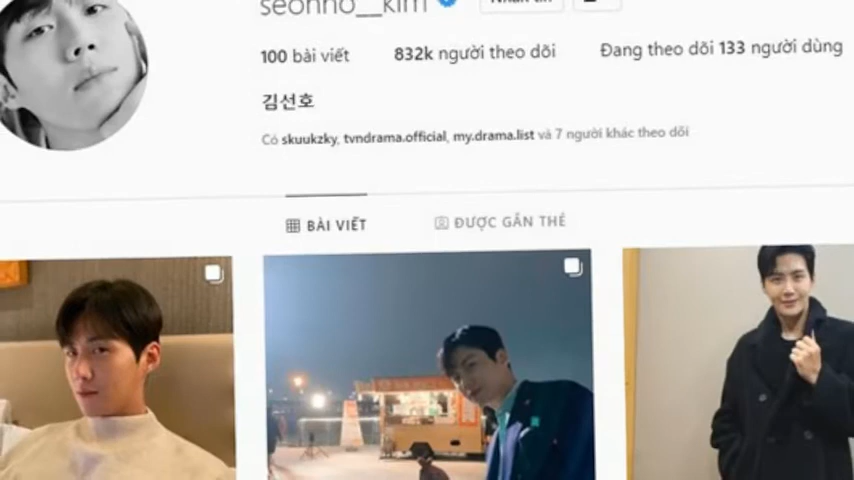 seonho__kim
100 bài viết 832k người theo dõi Đang theo dõi 133 người dùng
김선호
Có skuukzky, tvndrama.official, my.drama.list và 7 người khác theo dõi
BÀI VIẾT ĐƯỢC GẮN THẺ